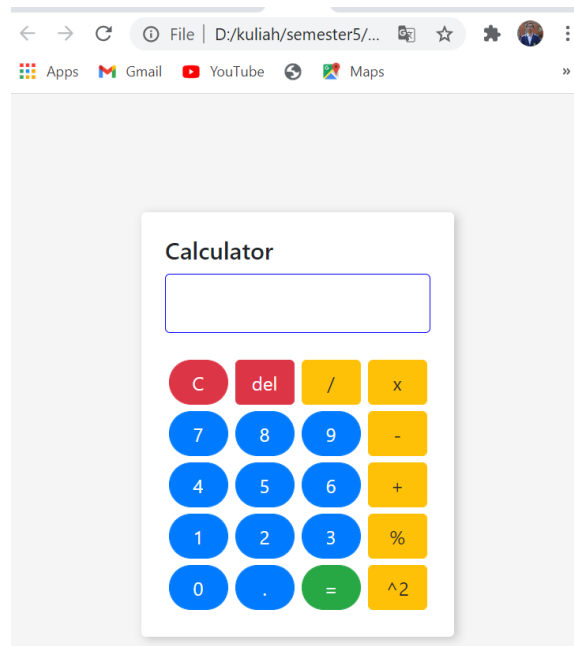 File | D:/kuliah/semester5/...
Apps Gmail YouTube Maps »
Calculator
C del / x
7 8 9 -
4 5 6 +
1 2 3 %
0 . = ^2